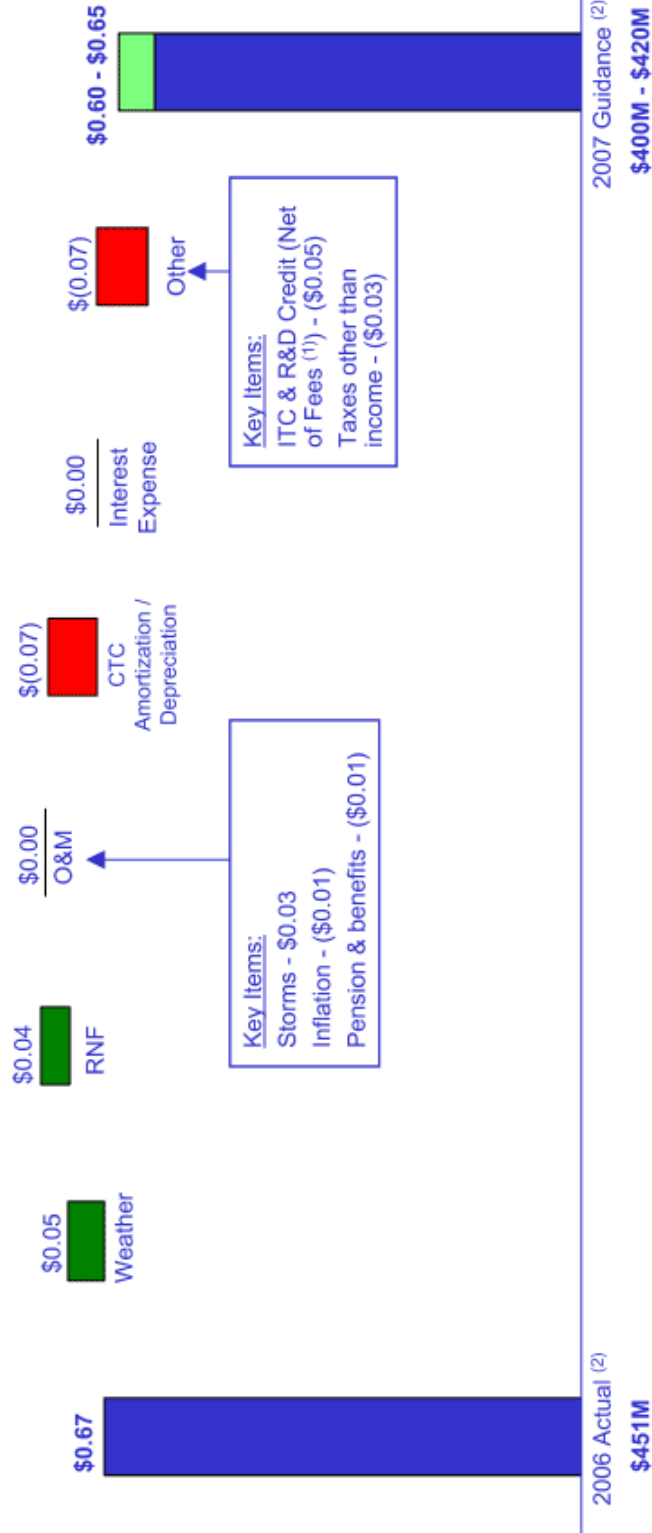 $0.67
2006 Actual (2)
$451M
$0.05
Weather
$0.04
RNF
$0.00
O&M
Key Items:
Storms - $0.03
Inflation - ($0.01)
Pension & benefits - ($0.01)
$(0.07)
CTC
Amortization /
Depreciation
$0.00
Interest
Expense
$(0.07)
Other
Key Items:
ITC & R&D Credit (Net
of Fees (1)) - ($0.05)
Taxes other than
income - ($0.03)
$0.60 - $0.65
2007 Guidance (2)
$400M - $420M